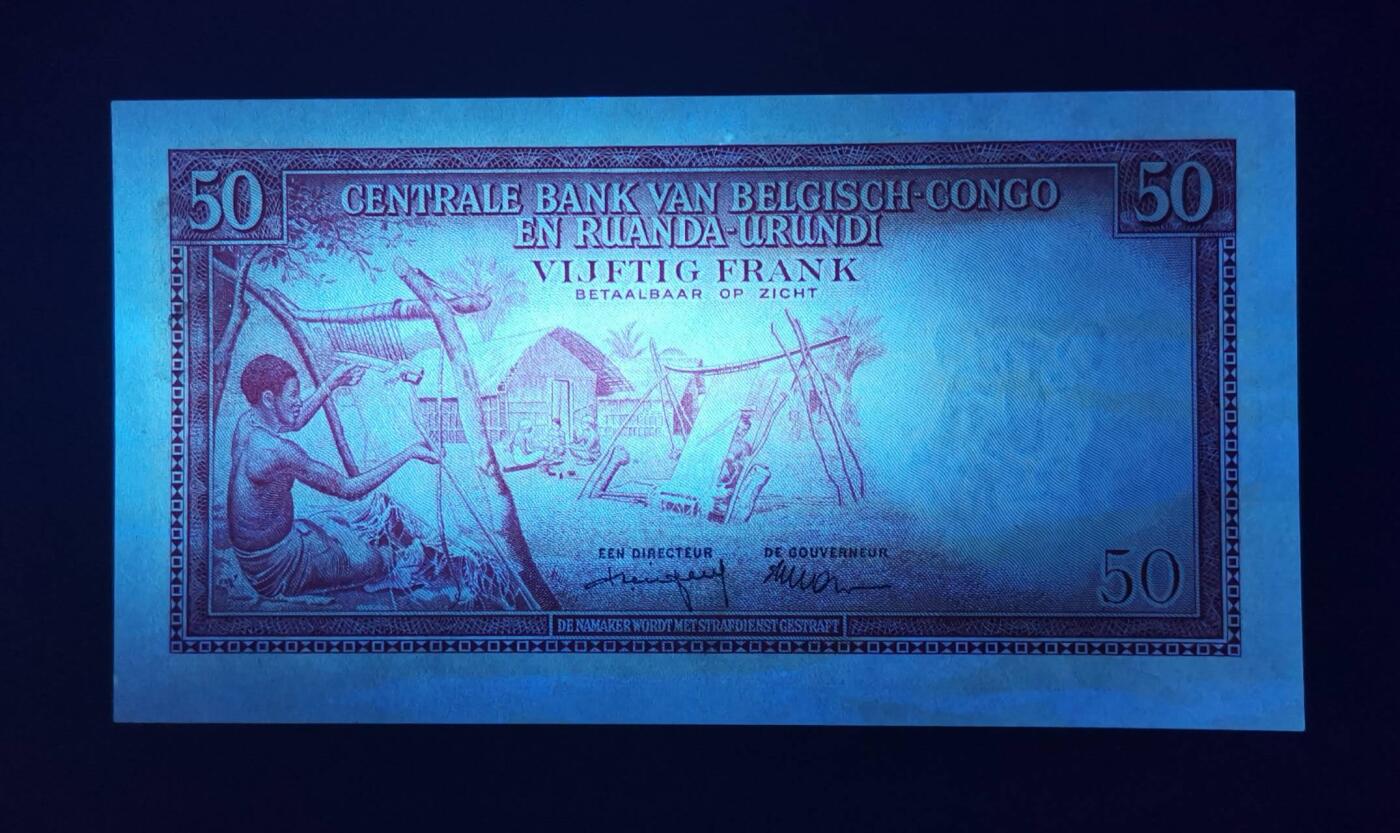 50
50
CENTRALE BANK VAN BELGISCH-CONGO
EN RUANDA-URUNDI
VIJFTIG FRANK
BETAALBAAR OP ZICHT
EEN DIRECTEUR
DE GOUVERNEUR
50
DE NAMAKER WORDT MET STRAFDIENST GESTRAFT